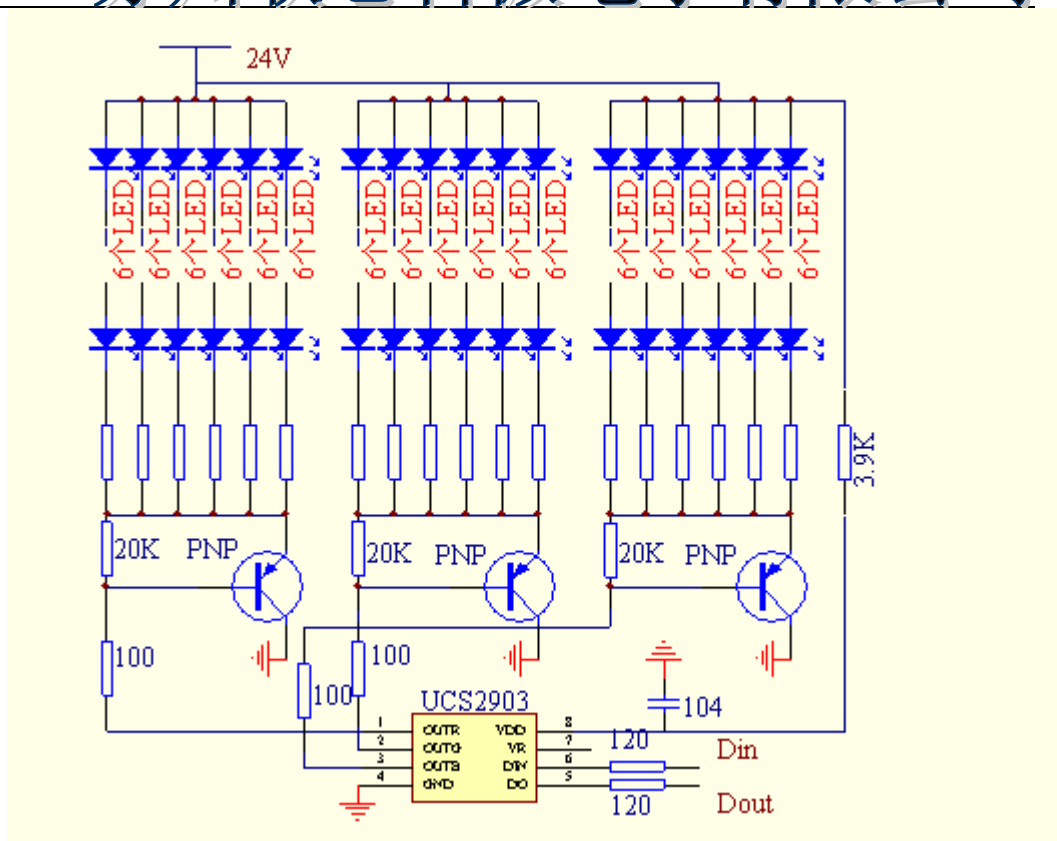 24V
6个LED 6个LED 6个LED 6个LED 6个LED 6个LED 6个LED 6个LED 6个LED 6个LED 6个LED 6个LED 6个LED 6个LED 6个LED 6个LED 6个LED 6个LED
3.9K
20K PNP 20K PNP 20K PNP
100 100
100
UCS2903
104
1 OUTR VDD 8
2 OUTG VR 7
3 OUTB DIN 6
4 GND DO 5
120 Din
120 Dout